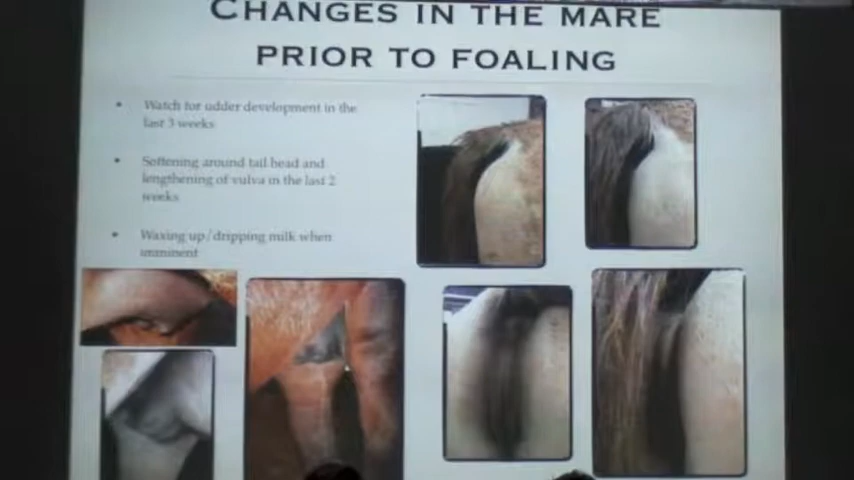 CHANGES IN THE MARE
PRIOR TO FOALING
• Watch for udder development in the
last 3 weeks
• Softening around tail head and
lengthening of vulva in the last 2
weeks
• Waxing up/dripping milk when
imminent